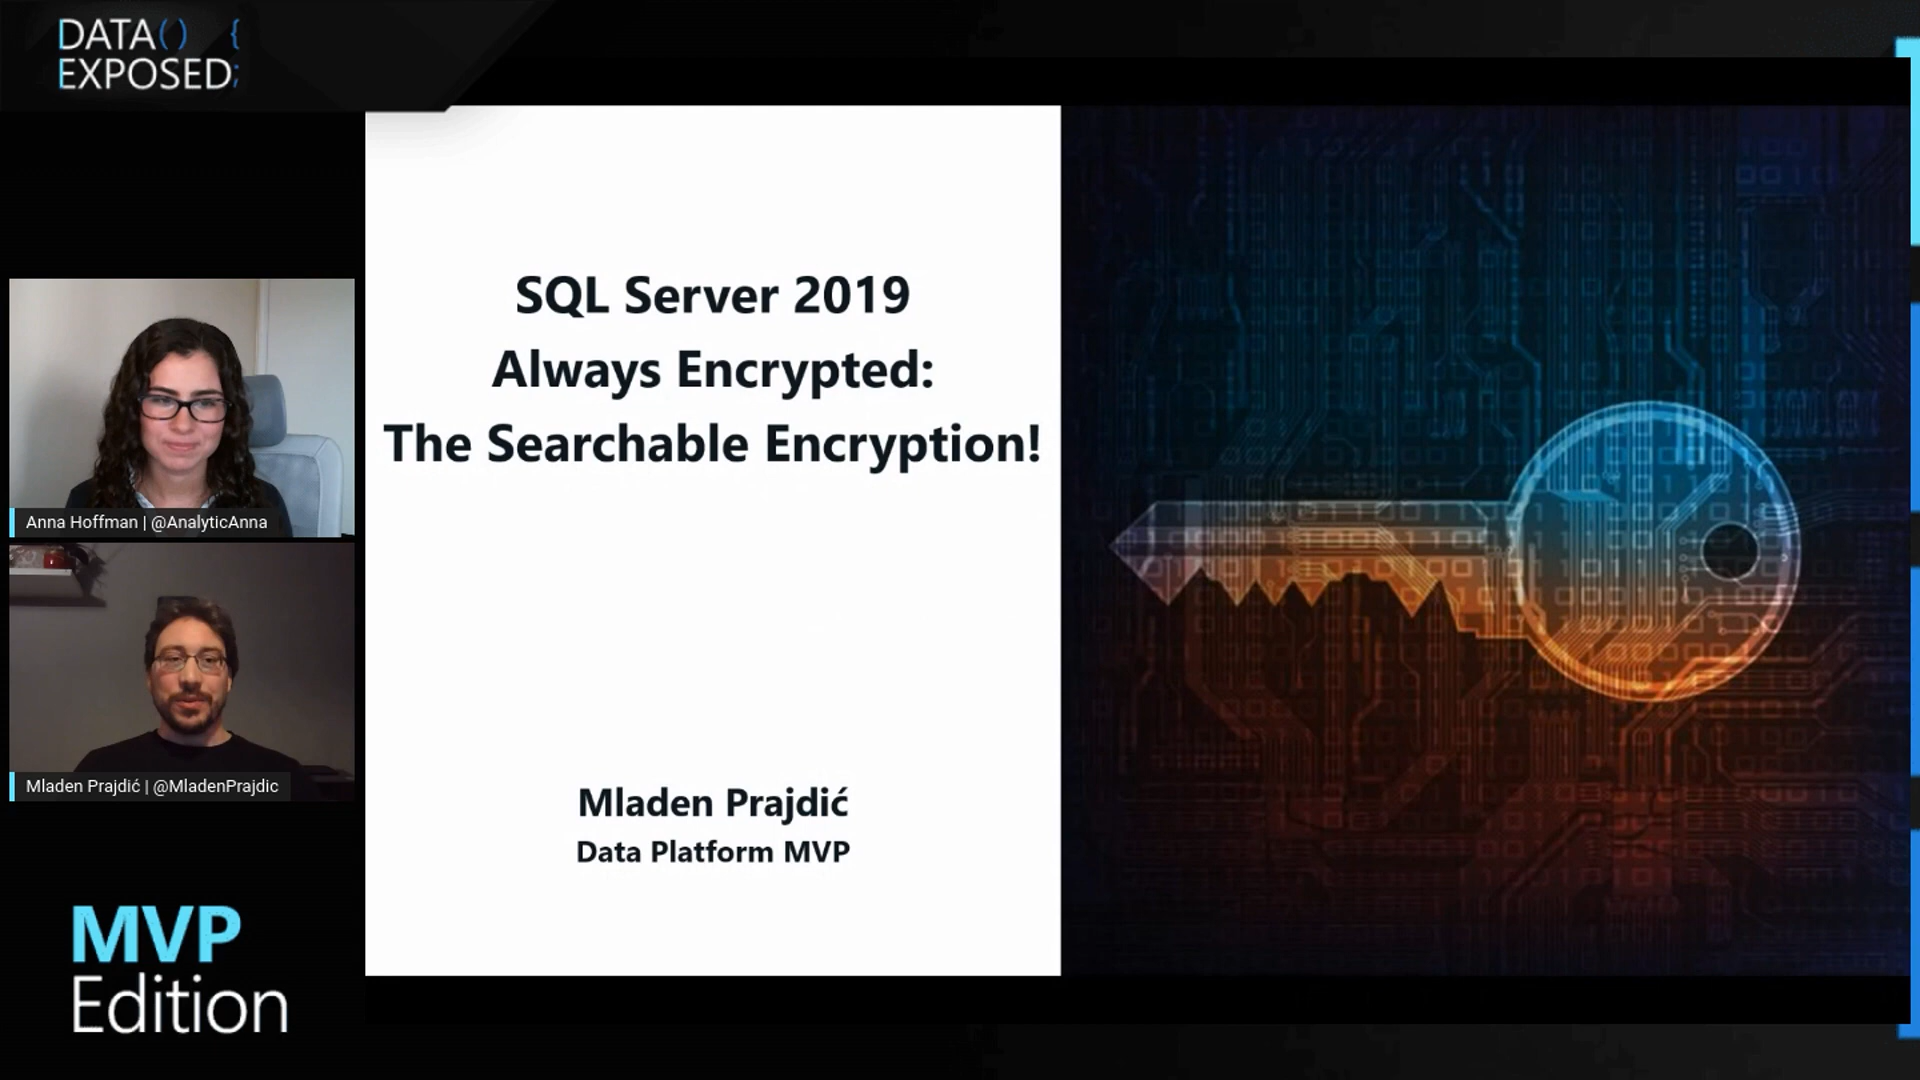 DATA() {
EXPOSED;
SQL Server 2019
Always Encrypted:
The Searchable Encryption!
Anna Hoffman | @AnalyticAnna
Mladen Prajdić | @MladenPrajdic
Mladen Prajdić
Data Platform MVP
MVP
Edition